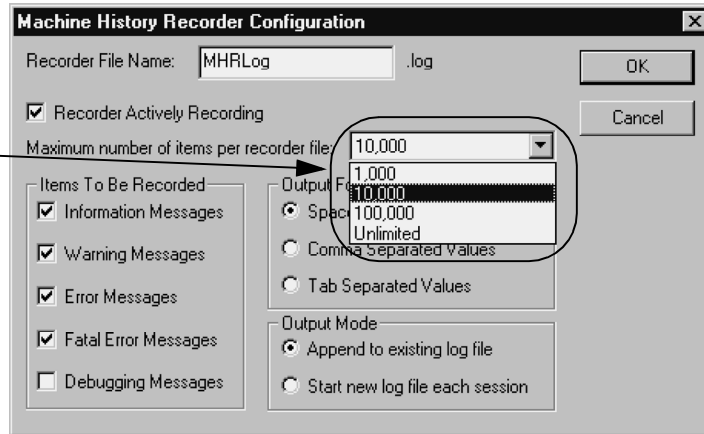 Machine History Recorder Configuration
Recorder File Name: MHRLog .log
OK
Recorder Actively Recording
Cancel
Maximum number of items per recorder file: 10,000
1,000
10,000
100,000
Unlimited
Items To Be Recorded
Information Messages
Warning Messages
Error Messages
Fatal Error Messages
Debugging Messages
Output Fo
Space
Comma Separated Values
Tab Separated Values
Output Mode
Append to existing log file
Start new log file each session